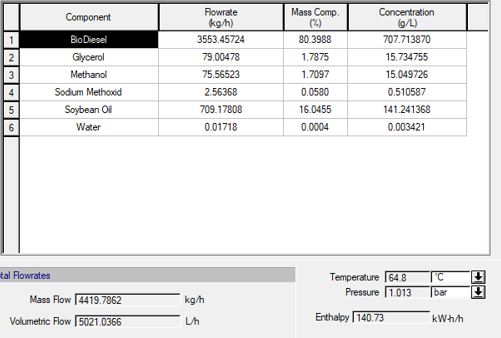 Component Flowrate (kg/h) Mass Comp. (%) Concentration (g/L)
1 BioDiesel 3553.45724 80.3988 707.713870
2 Glycerol 79.00478 1.7875 15.734755
3 Methanol 75.56523 1.7097 15.049726
4 Sodium Methoxid 2.56368 0.0580 0.510587
5 Soybean Oil 709.17808 16.0455 141.241368
6 Water 0.01718 0.0004 0.003421
tal Flowrates
Mass Flow 4419.7862 kg/h
Volumetric Flow 5021.0366 L/h
Temperature 64.8 °C
Pressure 1.013 bar
Enthalpy 140.73 kW-h/h